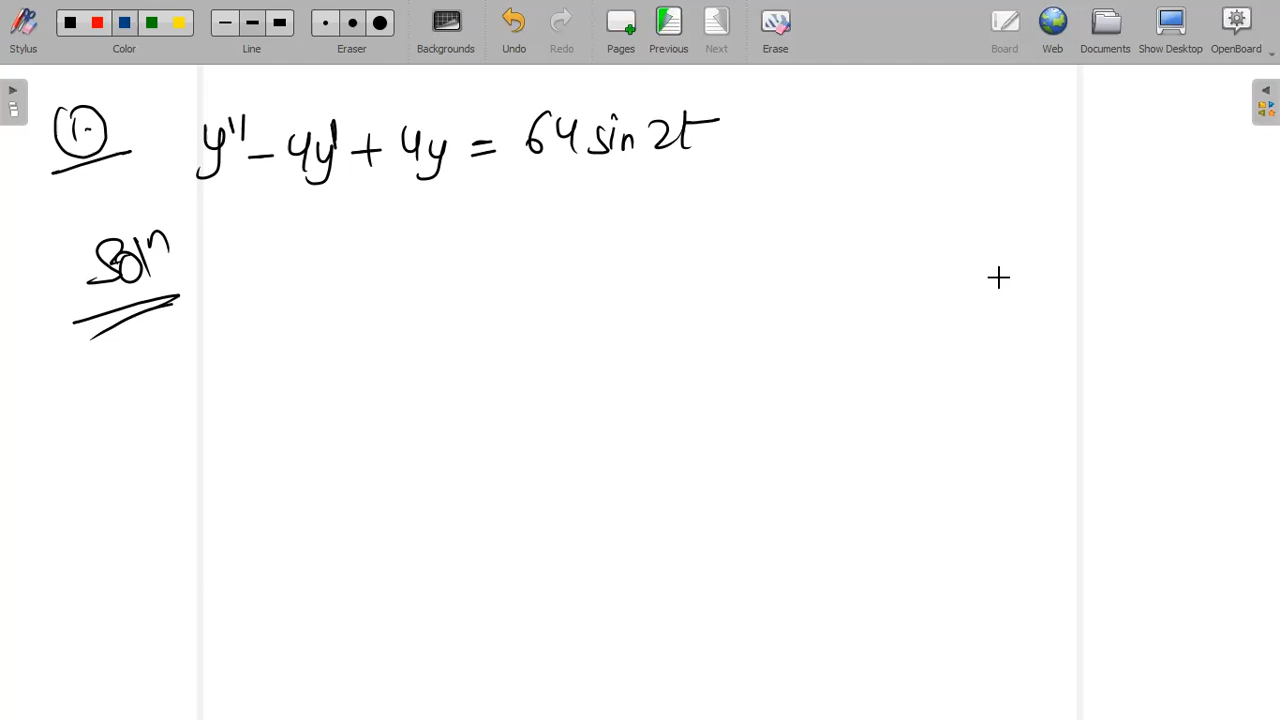 Stylus Color Line Eraser Backgrounds Undo Redo Pages Previous Next Erase Board Web Documents Show Desktop OpenBoard
①. y'' - 4y' + 4y = 64 sin 2t
Solⁿ